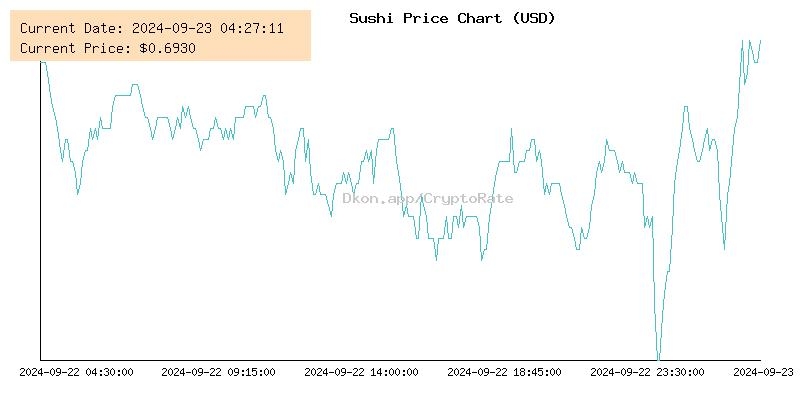 Sushi Price Chart (USD)
Current Date: 2024-09-23 04:27:11
Current Price: $0.6930
Dkon.app/CryptoRate
2024-09-22 04:30:00 2024-09-22 09:15:00 2024-09-22 14:00:00 2024-09-22 18:45:00 2024-09-22 23:30:00 2024-09-23